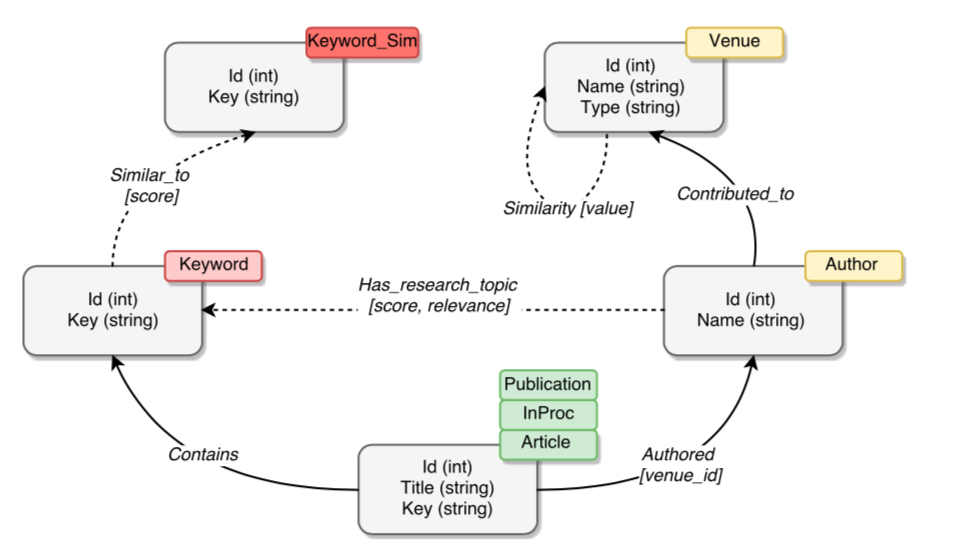 Keyword_Sim
Id (int)
Key (string)
Venue
Id (int)
Name (string)
Type (string)
Similar_to
[score]
Similarity [value]
Contributed_to
Keyword
Id (int)
Key (string)
Has_research_topic
[score, relevance]
Author
Id (int)
Name (string)
Publication
InProc
Article
Id (int)
Title (string)
Key (string)
Contains
Authored
[venue_id]